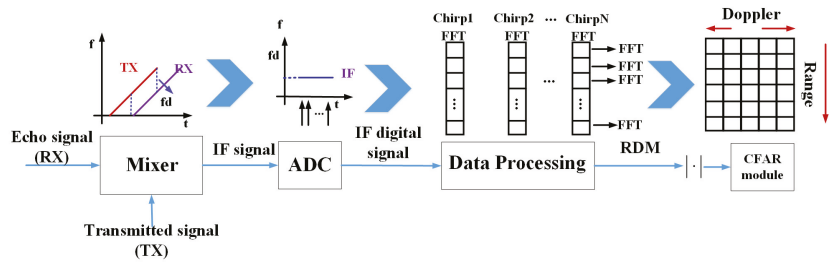 f
TX
RX
fd
t
f
fd
IF
t
...
Chirp1 Chirp2 ... ChirpN
FFT FFT FFT
FFT
FFT
FFT
...
FFT
Doppler
Range
Echo signal
(RX)
Mixer
IF signal
ADC
IF digital
signal
Data Processing
RDM
|·|
CFAR
module
Transmitted signal
(TX)